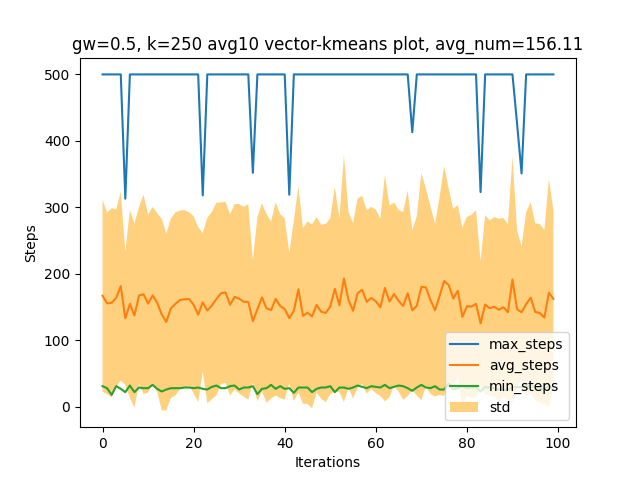 gw=0.5, k=250 avg10 vector-kmeans plot, avg_num=156.11
500
400
300
200
100
0
Steps
max_steps
avg_steps
min_steps
std
0 20 40 60 80 100
Iterations